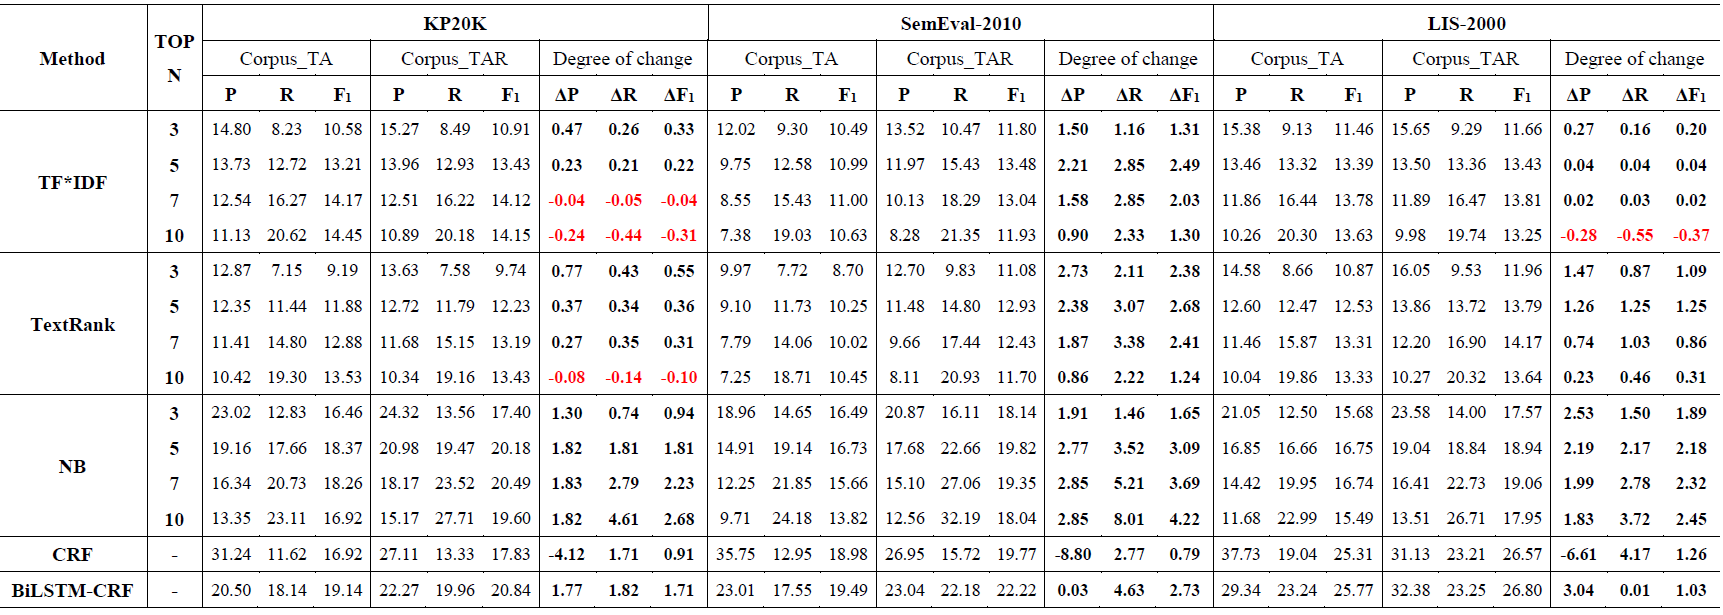 KP20K SemEval-2010 LIS-2000
Method TOP N Corpus_TA Corpus_TAR Degree of change Corpus_TA Corpus_TAR Degree of change Corpus_TA Corpus_TAR Degree of change
P R F1 P R F1 ΔP ΔR ΔF1 P R F1 P R F1 ΔP ΔR ΔF1 P R F1 P R F1 ΔP ΔR ΔF1
TF*IDF
3 14.80 8.23 10.58 15.27 8.49 10.91 0.47 0.26 0.33 12.02 9.30 10.49 13.52 10.47 11.80 1.50 1.16 1.31 15.38 9.13 11.46 15.65 9.29 11.66 0.27 0.16 0.20
5 13.73 12.72 13.21 13.96 12.93 13.43 0.23 0.21 0.22 9.75 12.58 10.99 11.97 15.43 13.48 2.21 2.85 2.49 13.46 13.32 13.39 13.50 13.36 13.43 0.04 0.04 0.04
7 12.54 16.27 14.17 12.51 16.22 14.12 -0.04 -0.05 -0.04 8.55 15.43 11.00 10.13 18.29 13.04 1.58 2.85 2.03 11.86 16.44 13.78 11.89 16.47 13.81 0.02 0.03 0.02
10 11.13 20.62 14.45 10.89 20.18 14.15 -0.24 -0.44 -0.31 7.38 19.03 10.63 8.28 21.35 11.93 0.90 2.33 1.30 10.26 20.30 13.63 9.98 19.74 13.25 -0.28 -0.55 -0.37
TextRank
3 12.87 7.15 9.19 13.63 7.58 9.74 0.77 0.43 0.55 9.97 7.72 8.70 12.70 9.83 11.08 2.73 2.11 2.38 14.58 8.66 10.87 16.05 9.53 11.96 1.47 0.87 1.09
5 12.35 11.44 11.88 12.72 11.79 12.23 0.37 0.34 0.36 9.10 11.73 10.25 11.48 14.80 12.93 2.38 3.07 2.68 12.60 12.47 12.53 13.86 13.72 13.79 1.26 1.25 1.25
7 11.41 14.80 12.88 11.68 15.15 13.19 0.27 0.35 0.31 7.79 14.06 10.02 9.66 17.44 12.43 1.87 3.38 2.41 11.46 15.87 13.31 12.20 16.90 14.17 0.74 1.03 0.86
10 10.42 19.30 13.53 10.34 19.16 13.43 -0.08 -0.14 -0.10 7.25 18.71 10.45 8.11 20.93 11.70 0.86 2.22 1.24 10.04 19.86 13.33 10.27 20.32 13.64 0.23 0.46 0.31
NB
3 23.02 12.83 16.46 24.32 13.56 17.40 1.30 0.74 0.94 18.96 14.65 16.49 20.87 16.11 18.14 1.91 1.46 1.65 21.05 12.50 15.68 23.58 14.00 17.57 2.53 1.50 1.89
5 19.16 17.66 18.37 20.98 19.47 20.18 1.82 1.81 1.81 14.91 19.14 16.73 17.68 22.66 19.82 2.77 3.52 3.09 16.85 16.66 16.75 19.04 18.84 18.94 2.19 2.17 2.18
7 16.34 20.73 18.26 18.17 23.52 20.49 1.83 2.79 2.23 12.25 21.85 15.66 15.10 27.06 19.35 2.85 5.21 3.69 14.42 19.95 16.74 16.41 22.73 19.06 1.99 2.78 2.32
10 13.35 23.11 16.92 15.17 27.71 19.60 1.82 4.61 2.68 9.71 24.18 13.82 12.56 32.19 18.04 2.85 8.01 4.22 11.68 22.99 15.49 13.51 26.71 17.95 1.83 3.72 2.45
CRF - 31.24 11.62 16.92 27.11 13.33 17.83 -4.12 1.71 0.91 35.75 12.95 18.98 26.95 15.72 19.77 -8.80 2.77 0.79 37.73 19.04 25.31 31.13 23.21 26.57 -6.61 4.17 1.26
BiLSTM-CRF - 20.50 18.14 19.14 22.27 19.96 20.84 1.77 1.82 1.71 23.01 17.55 19.49 23.04 22.18 22.22 0.03 4.63 2.73 29.34 23.24 25.77 32.38 23.25 26.80 3.04 0.01 1.03